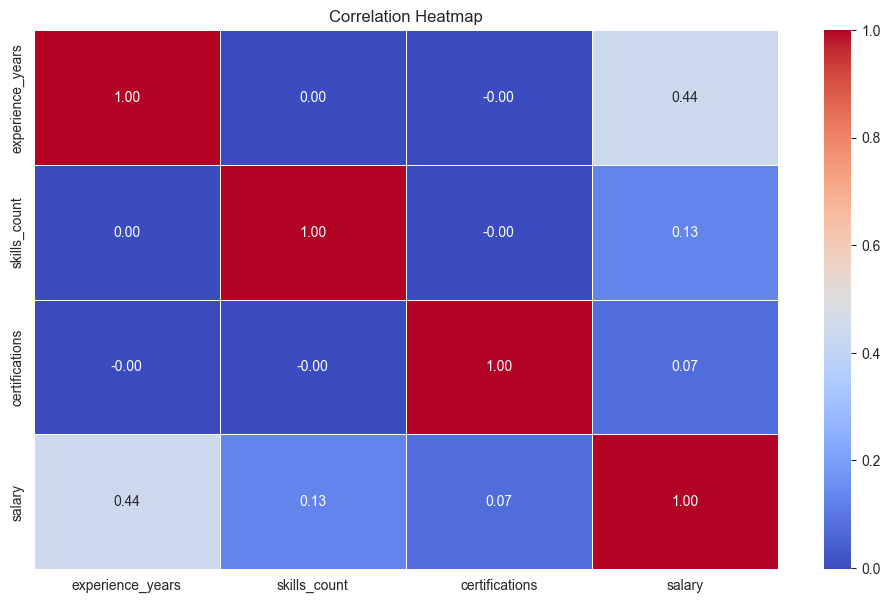 Correlation Heatmap
experience_years
1.00
0.00
-0.00
0.44
skills_count
0.00
1.00
-0.00
0.13
certifications
-0.00
-0.00
1.00
0.07
salary
0.44
0.13
0.07
1.00
experience_years
skills_count
certifications
salary
1.0
0.8
0.6
0.4
0.2
0.0